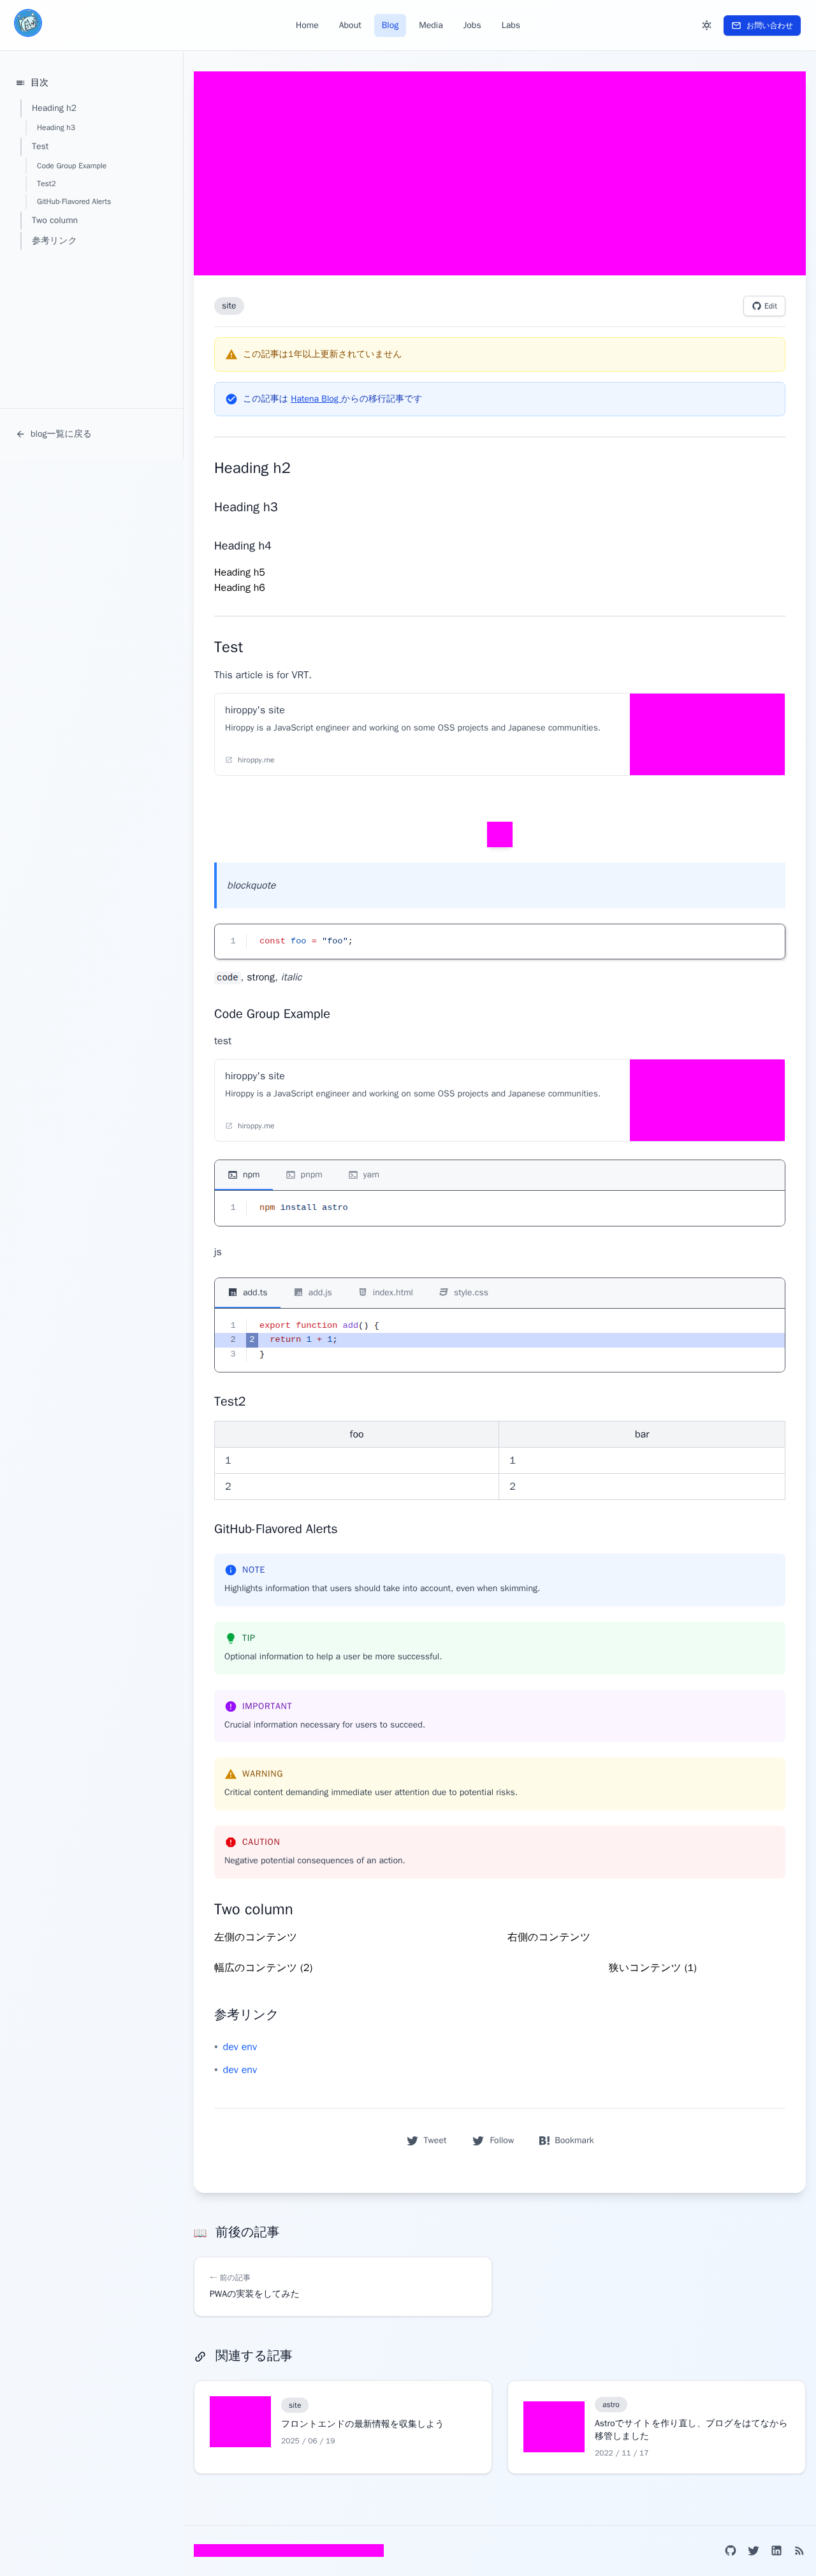 Home About Blog Media Jobs Labs お問い合わせ
目次
Heading h2
Heading h3
Test
Code Group Example
Test2
GitHub-Flavored Alerts
Two column
参考リンク
blog一覧に戻る
site Edit
この記事は1年以上更新されていません
この記事は Hatena Blog からの移行記事です
Heading h2
Heading h3
Heading h4
Heading h5
Heading h6
Test
This article is for VRT.
hiroppy's site
Hiroppy is a JavaScript engineer and working on some OSS projects and Japanese communities.
hiroppy.me
blockquote
1 const foo = "foo";
code, strong, italic
Code Group Example
test
hiroppy's site
Hiroppy is a JavaScript engineer and working on some OSS projects and Japanese communities.
hiroppy.me
npm pnpm yarn
1 npm install astro
js
add.ts add.js index.html style.css
1 export function add() {
2 2 return 1 + 1;
3 }
Test2
foo bar
1 1
2 2
GitHub-Flavored Alerts
NOTE
Highlights information that users should take into account, even when skimming.
TIP
Optional information to help a user be more successful.
IMPORTANT
Crucial information necessary for users to succeed.
WARNING
Critical content demanding immediate user attention due to potential risks.
CAUTION
Negative potential consequences of an action.
Two column
左側のコンテンツ 右側のコンテンツ
幅広のコンテンツ (2) 狭いコンテンツ (1)
参考リンク
• dev env
• dev env
Tweet Follow B! Bookmark
📖 前後の記事
← 前の記事
PWAの実装をしてみた
関連する記事
site
フロントエンドの最新情報を収集しよう
2025 / 06 / 19
astro
Astroでサイトを作り直し、ブログをはてなから
移管しました
2022 / 11 / 17